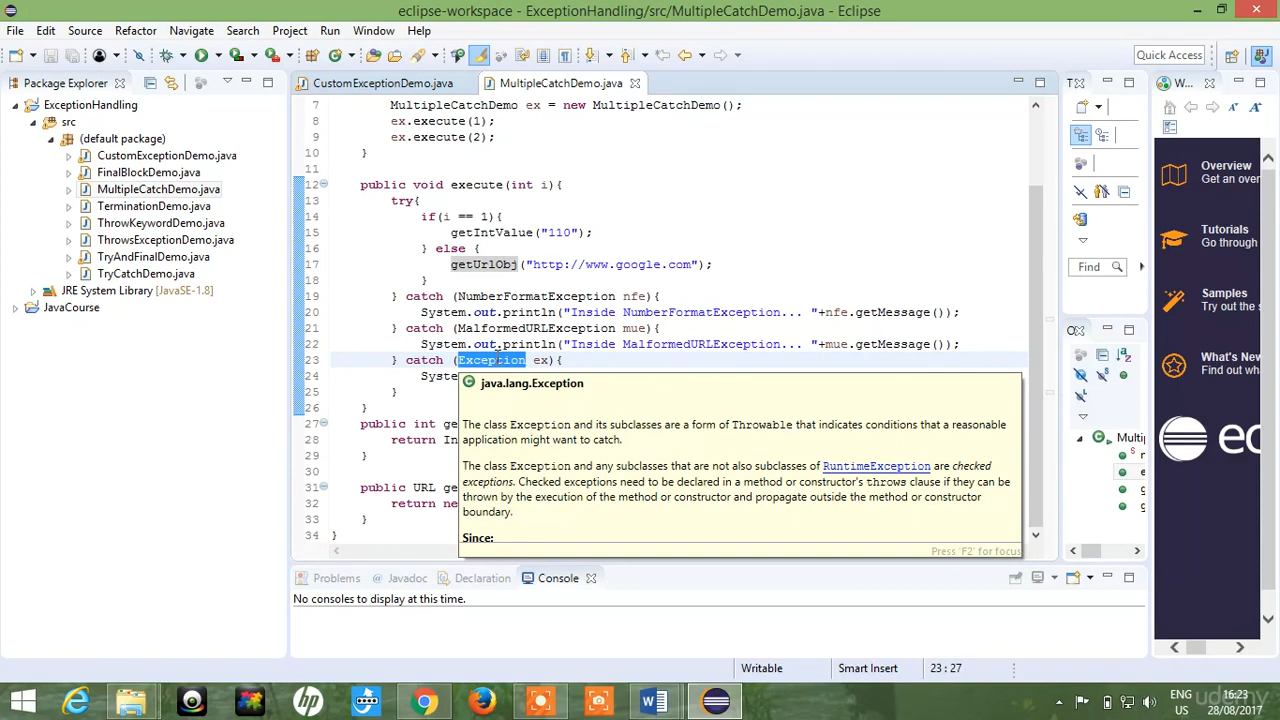 eclipse-workspace - ExceptionHandling/src/MultipleCatchDemo.java - Eclipse
File Edit Source Refactor Navigate Search Project Run Window Help
Quick Access
Package Explorer
CustomExceptionDemo.java
MultipleCatchDemo.java
T
W...
ExceptionHandling
src
(default package)
CustomExceptionDemo.java
FinalBlockDemo.java
MultipleCatchDemo.java
TerminationDemo.java
ThrowKeywordDemo.java
ThrowsExceptionDemo.java
TryAndFinalDemo.java
TryCatchDemo.java
JRE System Library [JavaSE-1.8]
JavaCourse
7 MultipleCatchDemo ex = new MultipleCatchDemo();
8 ex.execute(1);
9 ex.execute(2);
10 }
11
12 public void execute(int i){
13 try{
14 if(i == 1){
15 getIntValue("110");
16 } else {
17 getUrlObj("http://www.google.com");
18 }
19 } catch (NumberFormatException nfe){
20 System.out.println("Inside NumberFormatException... "+nfe.getMessage());
21 } catch (MalformedURLException mue){
22 System.out.println("Inside MalformedURLException... "+mue.getMessage());
23 } catch (Exception ex){
24 Syste
25 }
26 }
27 public int ge
28 return In
29 }
30
31 public URL ge
32 return ne
33 }
34 }
java.lang.Exception
The class Exception and its subclasses are a form of Throwable that indicates conditions that a reasonable
application might want to catch.
The class Exception and any subclasses that are not also subclasses of RuntimeException are checked
exceptions. Checked exceptions need to be declared in a method or constructor's throws clause if they can be
thrown by the execution of the method or constructor and propagate outside the method or constructor
boundary.
Since:
Press 'F2' for focus
Find
Multi
Overview
Get an over
Tutorials
Go through
Samples
Try out the
What's New
Find out what
ec
Problems
Javadoc
Declaration
Console
No consoles to display at this time.
Writable
Smart Insert
23 : 27
ENG
16:23
28/08/2017
udemy